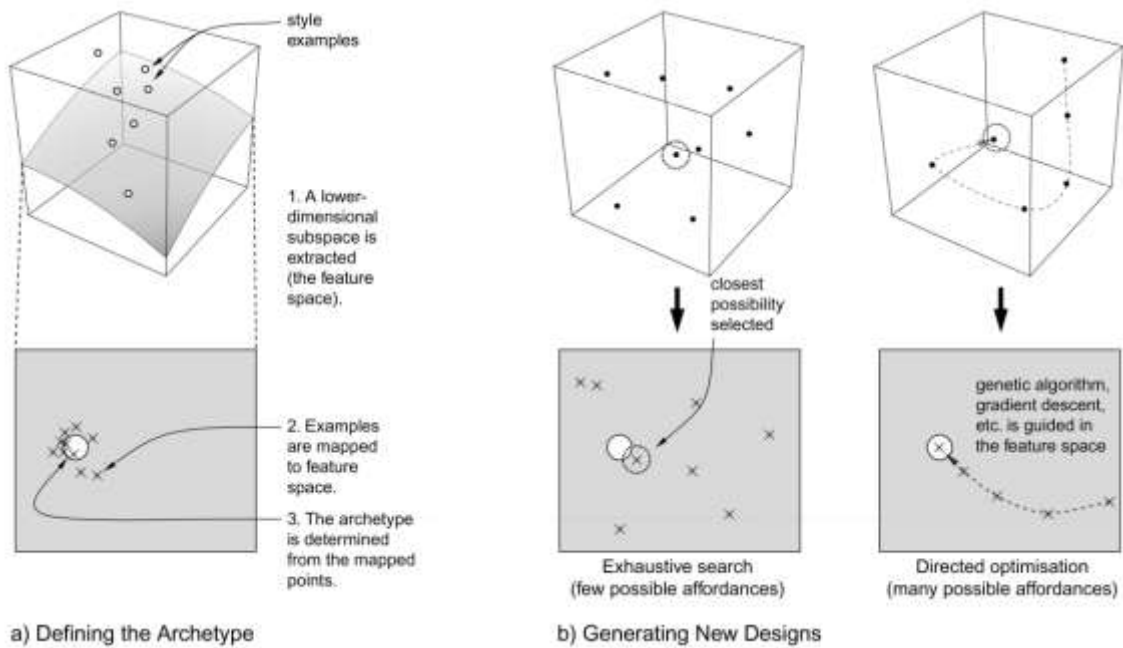 style
examples
1. A lower-
dimensional
subspace is
extracted
(the feature
space).
2. Examples
are mapped
to feature
space.
3. The archetype
is determined
from the mapped
points.
a) Defining the Archetype
closest
possibility
selected
genetic algorithm,
gradient descent,
etc. is guided in
the feature space
Exhaustive search
(few possible affordances)
Directed optimisation
(many possible affordances)
b) Generating New Designs